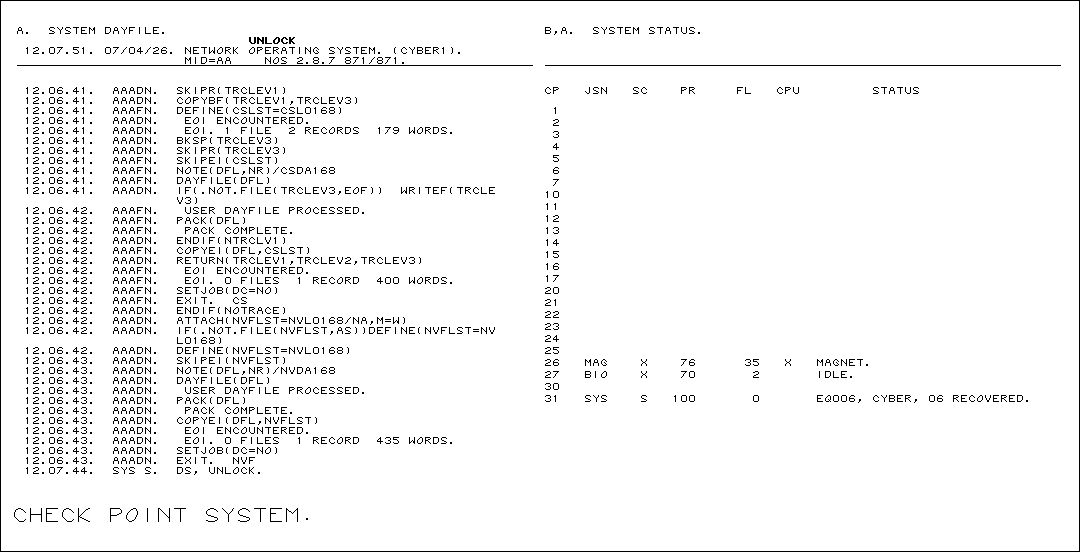 A.  SYSTEM DAYFILE.
UNLOCK
12.07.51. 07/04/26. NETWORK OPERATING SYSTEM. (CYBER1).
MID=AA    NOS 2.8.7 871/871.
12.06.41.  AAADN.  SKIPR(TRCLEV1)
12.06.41.  AAADN.  COPYBF(TRCLEV1,TRCLEV3)
12.06.41.  AAAFN.  DEFINE(CSLST=CSLO168)
12.06.41.  AAADN.   EOI ENCOUNTERED.
12.06.41.  AAADN.   EOI. 1 FILE  2 RECORDS  179 WORDS.
12.06.41.  AAADN.  BKSP(TRCLEV3)
12.06.41.  AAADN.  SKIPR(TRCLEV3)
12.06.41.  AAAFN.  SKIPEI(CSLST)
12.06.41.  AAAFN.  NOTE(DFL,NR)/CSDA168
12.06.41.  AAAFN.  DAYFILE(DFL)
12.06.41.  AAADN.  IF(.NOT.FILE(TRCLEV3,EOF))  WRITEF(TRCLE
V3)
12.06.42.  AAAFN.   USER DAYFILE PROCESSED.
12.06.42.  AAAFN.  PACK(DFL)
12.06.42.  AAAFN.   PACK COMPLETE.
12.06.42.  AAADN.  ENDIF(NTRCLV1)
12.06.42.  AAAFN.  COPYEI(DFL,CSLST)
12.06.42.  AAADN.  RETURN(TRCLEV1,TRCLEV2,TRCLEV3)
12.06.42.  AAAFN.   EOI ENCOUNTERED.
12.06.42.  AAAFN.   EOI. 0 FILES  1 RECORD  400 WORDS.
12.06.42.  AAAFN.  SETJOB(DC=NO)
12.06.42.  AAAFN.  EXIT.  CS
12.06.42.  AAADN.  ENDIF(NOTRACE)
12.06.42.  AAADN.  ATTACH(NVFLST=NVLO168/NA,M=W)
12.06.42.  AAADN.  IF(.NOT.FILE(NVFLST,AS))DEFINE(NVFLST=NV
LO168)
12.06.42.  AAADN.  DEFINE(NVFLST=NVLO168)
12.06.43.  AAADN.  SKIPEI(NVFLST)
12.06.43.  AAADN.  NOTE(DFL,NR)/NVDA168
12.06.43.  AAADN.  DAYFILE(DFL)
12.06.43.  AAADN.   USER DAYFILE PROCESSED.
12.06.43.  AAADN.  PACK(DFL)
12.06.43.  AAADN.   PACK COMPLETE.
12.06.43.  AAADN.  COPYEI(DFL,NVFLST)
12.06.43.  AAADN.   EOI ENCOUNTERED.
12.06.43.  AAADN.   EOI. 0 FILES  1 RECORD  435 WORDS.
12.06.43.  AAADN.  SETJOB(DC=NO)
12.06.43.  AAADN.  EXIT.  NVF
12.07.44.  SYS S.  DS, UNLOCK.
CHECK POINT SYSTEM.
B,A.  SYSTEM STATUS.
CP   JSN   SC    PR     FL   CPU         STATUS
1
2
3
4
5
6
7
10
11
12
13
14
15
16
17
20
21
22
23
24
25
26   MAG    X    76     35    X    MAGNET.
27   BIO    X    70      2         IDLE.
30
31   SYS    S   100      0         EQ006, CYBER, 06 RECOVERED.